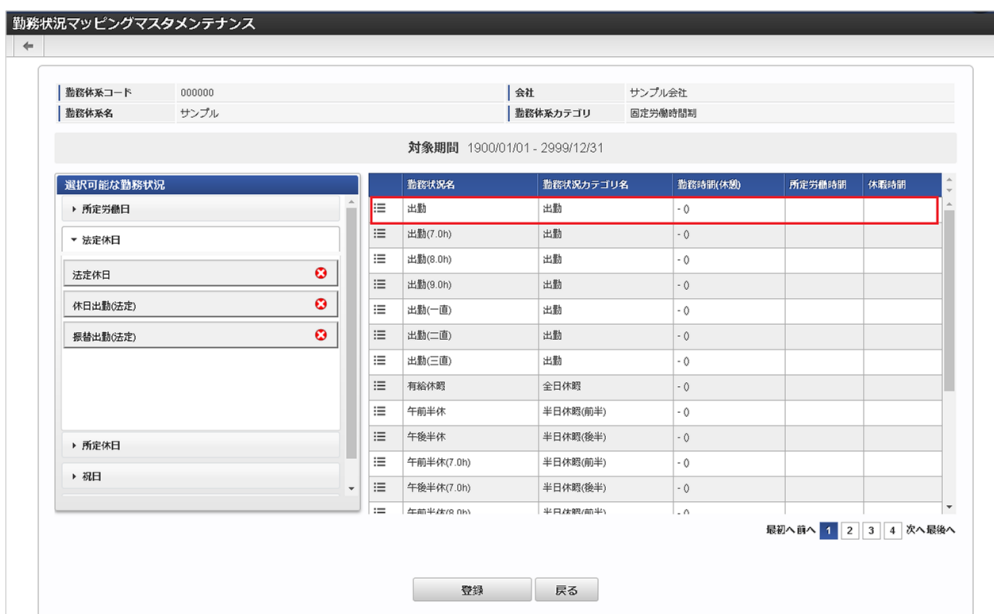 勤務状況マッピングマスタメンテナンス
勤務体系コード 000000 会社 サンプル会社
勤務体系名 サンプル 勤務体系カテゴリ 固定労働時間制
対象期間 1900/01/01 - 2999/12/31
選択可能な勤務状況
所定労働日
法定休日
法定休日
休日出勤(法定)
振替出勤(法定)
所定休日
祝日
勤務状況名 勤務状況カテゴリ名 勤務時間(休憩) 所定労働時間 休暇時間
出勤 出勤 - ()
出勤(7.0h) 出勤 - ()
出勤(8.0h) 出勤 - ()
出勤(9.0h) 出勤 - ()
出勤(一直) 出勤 - ()
出勤(二直) 出勤 - ()
出勤(三直) 出勤 - ()
有給休暇 全日休暇 - ()
午前半休 半日休暇(前半) - ()
午後半休 半日休暇(後半) - ()
午前半休(7.0h) 半日休暇(前半) - ()
午後半休(7.0h) 半日休暇(後半) - ()
午前半休(8.0h) 半日休暇(前半) - ()
最初へ 前へ 1 2 3 4 次へ 最後へ
登録 戻る